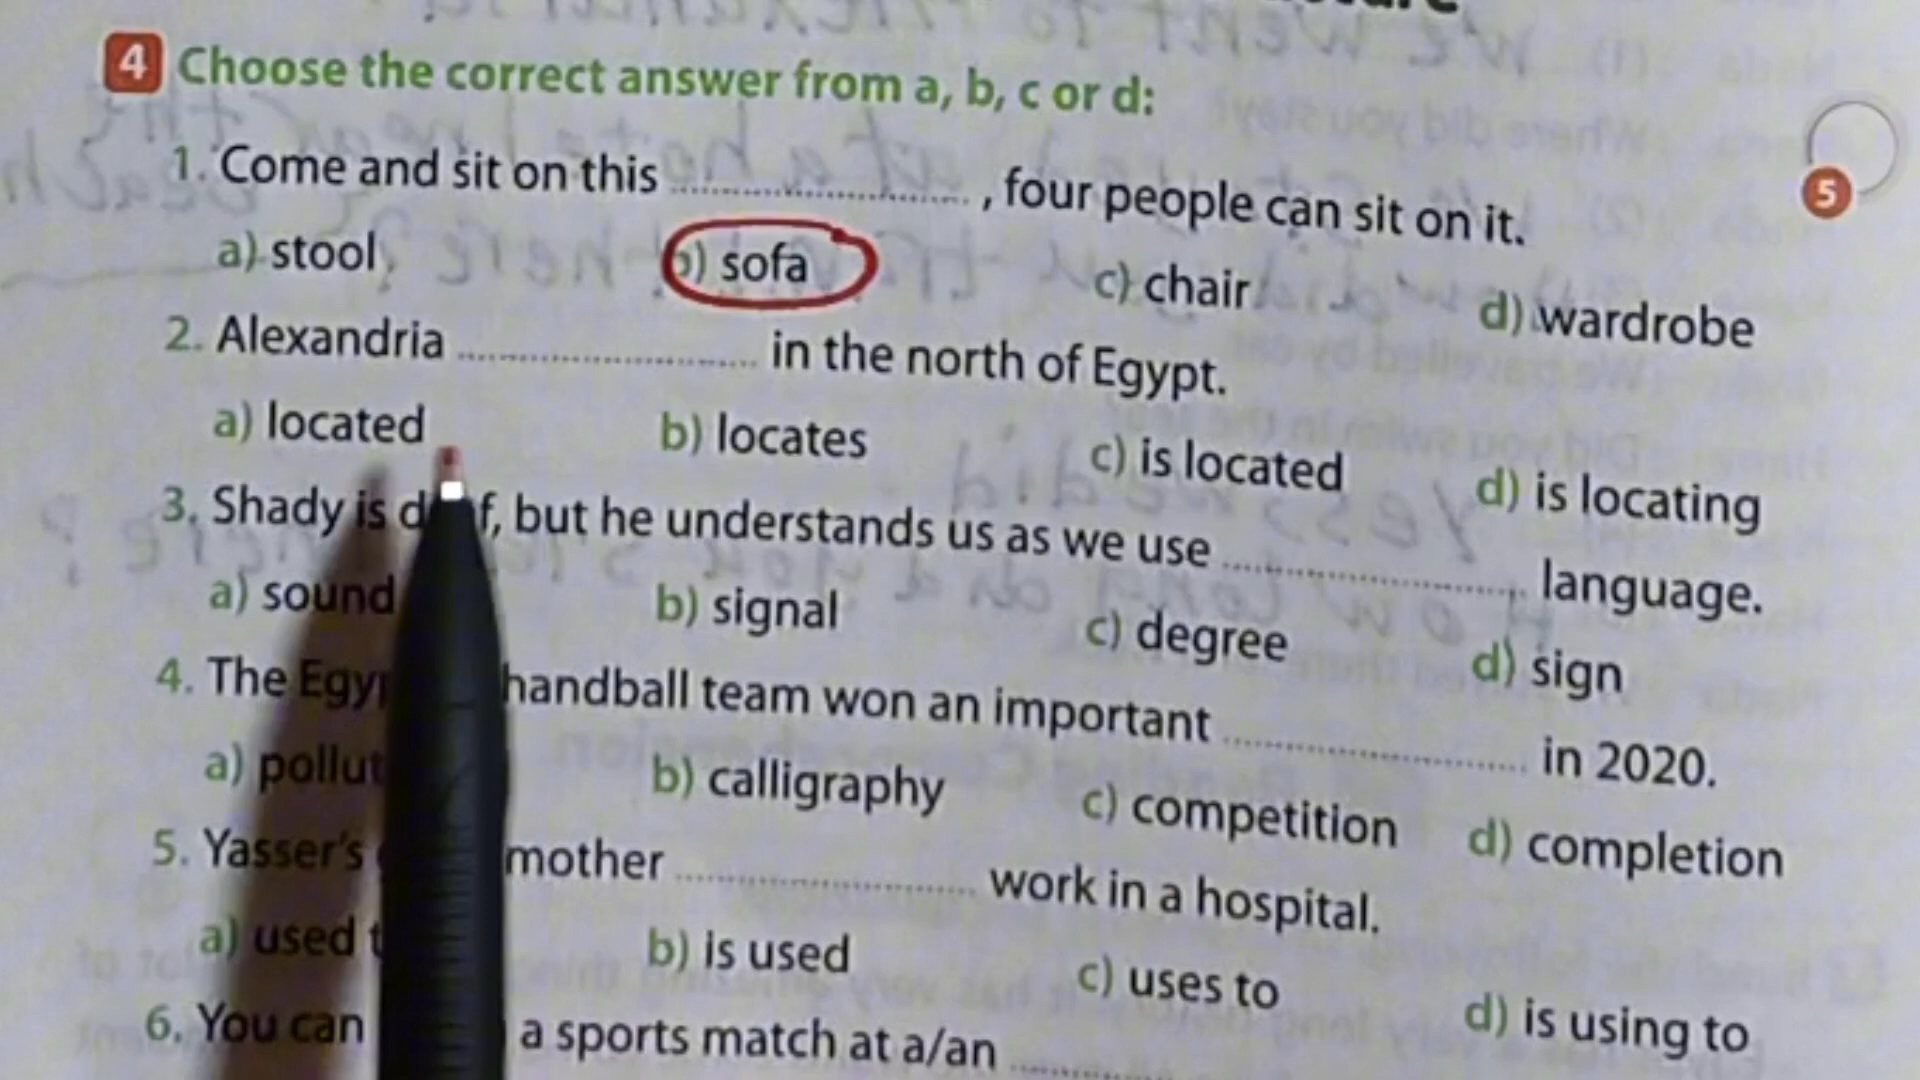 4 Choose the correct answer from a, b, c or d:
5
1. Come and sit on this .................... , four people can sit on it.
a) stool b) sofa c) chair d) wardrobe
2. Alexandria .................... in the north of Egypt.
a) located b) locates c) is located d) is locating
3. Shady is f, but he understands us as we use .................... language.
a) sound b) signal c) degree d) sign
4. The handball team won an important .................... in 2020.
a) b) calligraphy c) competition d) completion
5. Yasser's mother .................... work in a hospital.
a) used b) is used c) uses to d) is using to
6. You can a sports match at a/an ....................